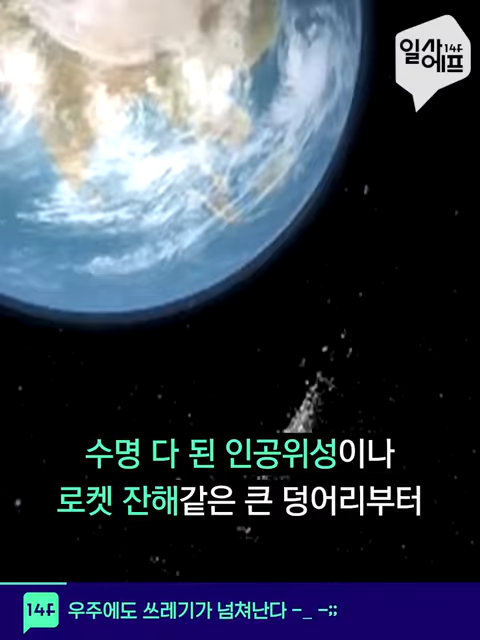 일사 14F
에프
수명 다 된 인공위성이나
로켓 잔해같은 큰 덩어리부터
14F 우주에도 쓰레기가 넘쳐난다 -_ -;;